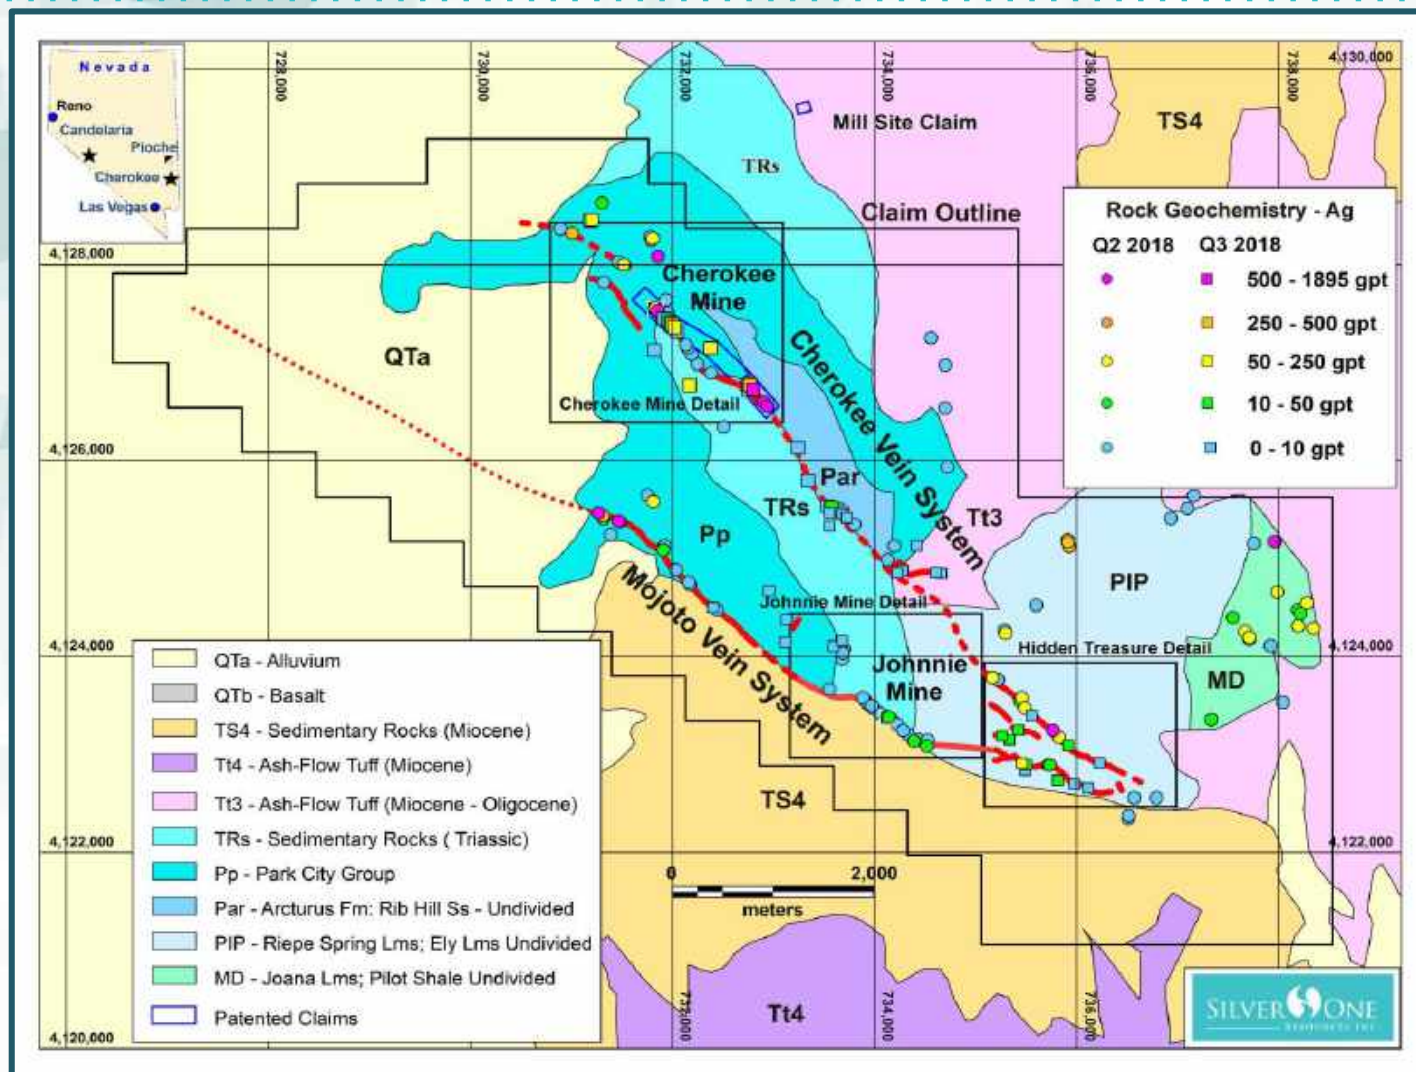 Nevada
Reno
Candelaria
Pioche
Cherokee
Las Vegas
728,000
730,000
732,000
734,000
736,000
738,000
4,130,000
Mill Site Claim
TS4
TRs
Claim Outline
Rock Geochemistry - Ag
Q2 2018 Q3 2018
500 - 1895 gpt
250 - 500 gpt
50 - 250 gpt
10 - 50 gpt
0 - 10 gpt
4,128,000
Cherokee
Mine
QTa
Cherokee Vein System
Cherokee Mine Detail
4,126,000
Par
TRs
Tt3
Pp
PIP
Mojoto Vein System
Johnnie Mine Detail
4,124,000
Hidden Treasure Detail
Johnnie
Mine
MD
QTa - Alluvium
QTb - Basalt
TS4 - Sedimentary Rocks (Miocene)
Tt4 - Ash-Flow Tuff (Miocene)
Tt3 - Ash-Flow Tuff (Miocene - Oligocene)
TRs - Sedimentary Rocks ( Triassic)
Pp - Park City Group
Par - Arcturus Fm: Rib Hill Ss - Undivided
PIP - Riepe Spring Lms; Ely Lms Undivided
MD - Joana Lms; Pilot Shale Undivided
Patented Claims
TS4
4,122,000
4,122,000
0 2,000
meters
Tt4
732,000
734,000
736,000
4,120,000
SILVER ONE
RESOURCES INC